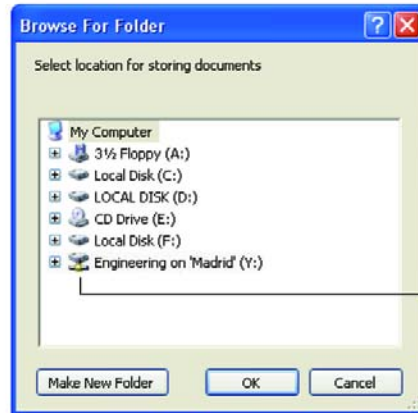 Browse For Folder
Select location for storing documents
My Computer
3½ Floppy (A:)
Local Disk (C:)
LOCAL DISK (D:)
CD Drive (E:)
Local Disk (F:)
Engineering on 'Madrid' (Y:)
Make New Folder
OK
Cancel